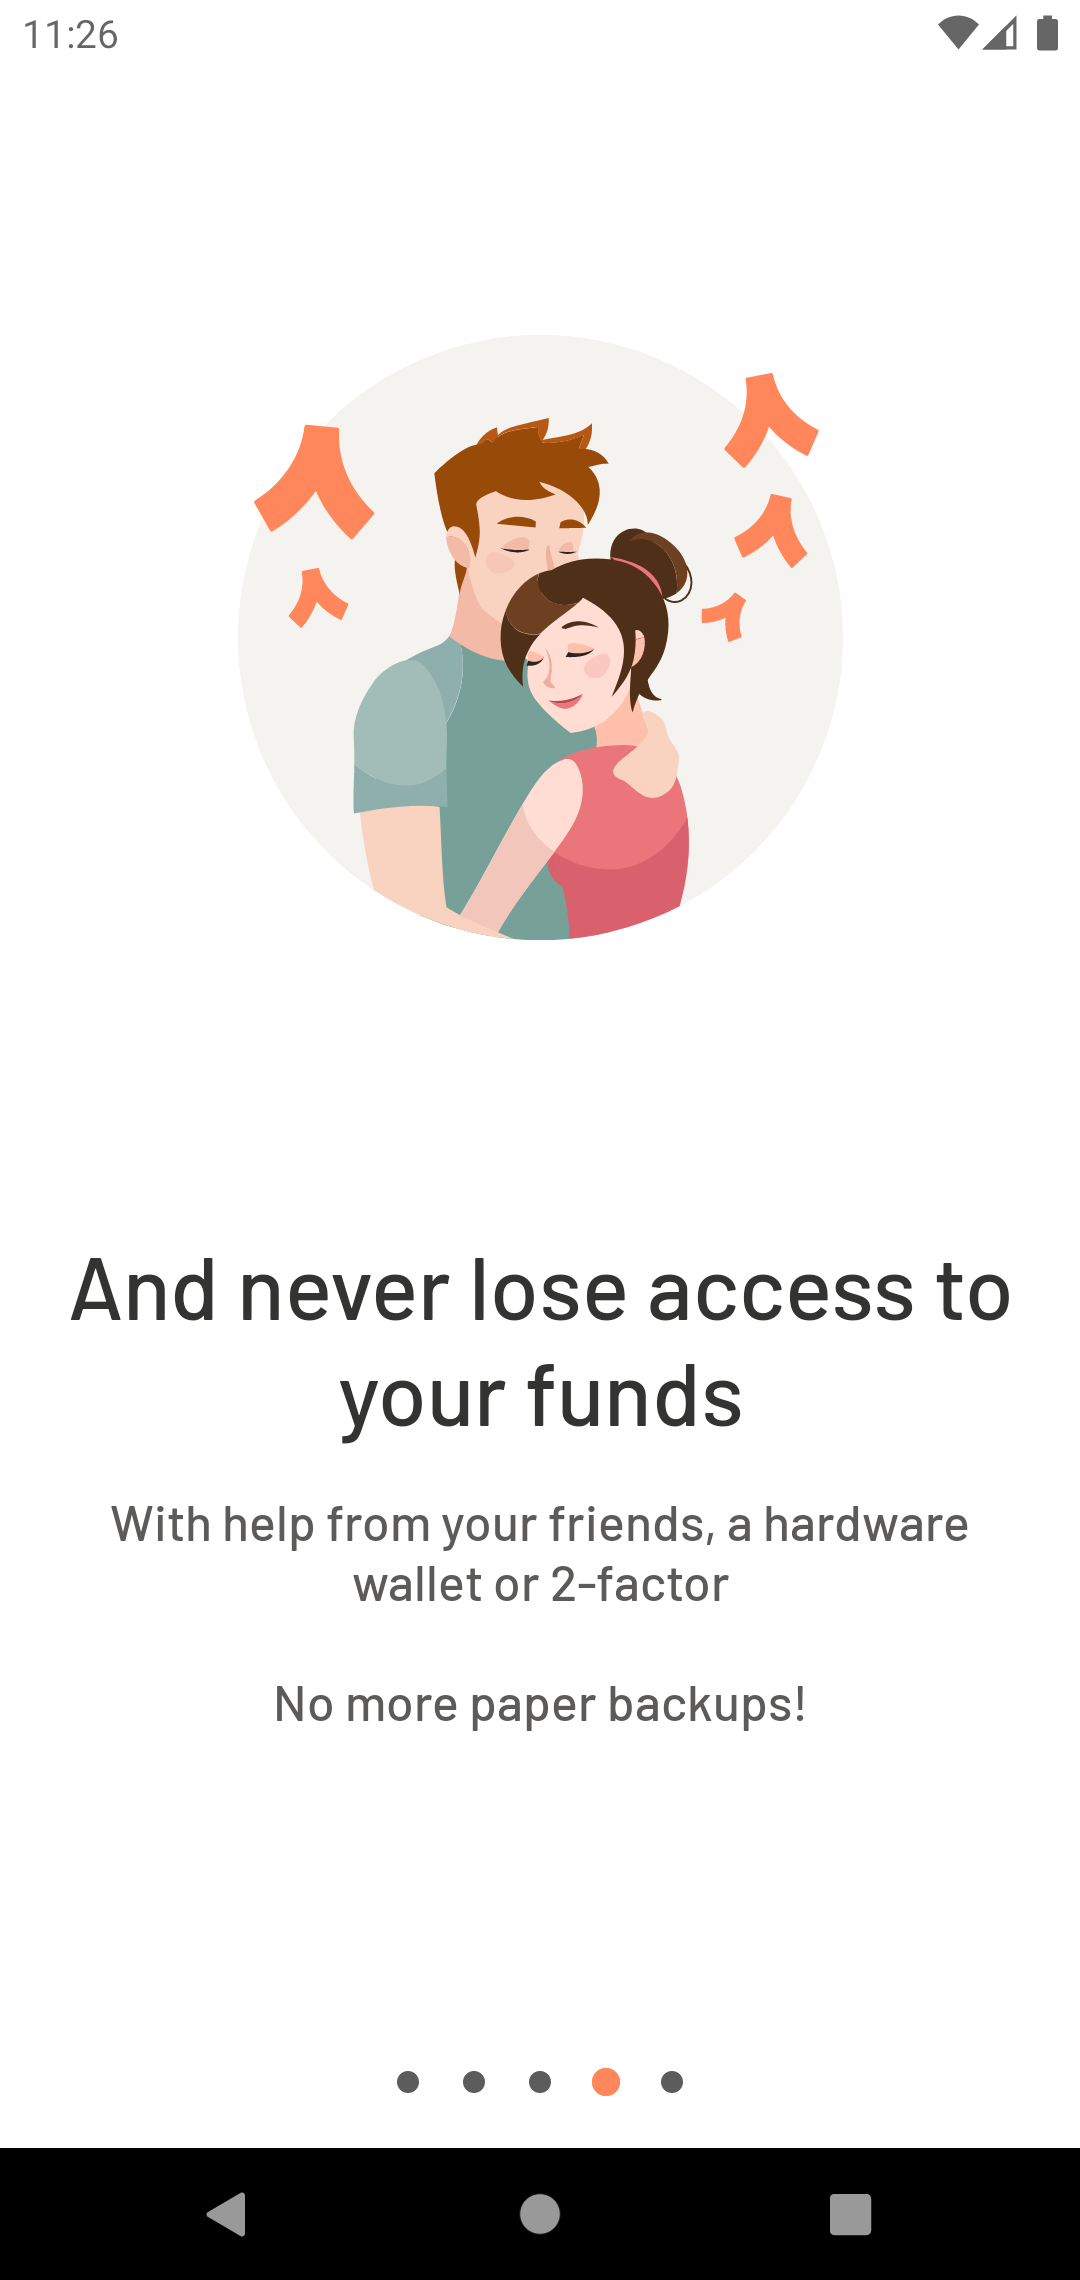 11:26
And never lose access to
your funds
With help from your friends, a hardware
wallet or 2-factor
No more paper backups!